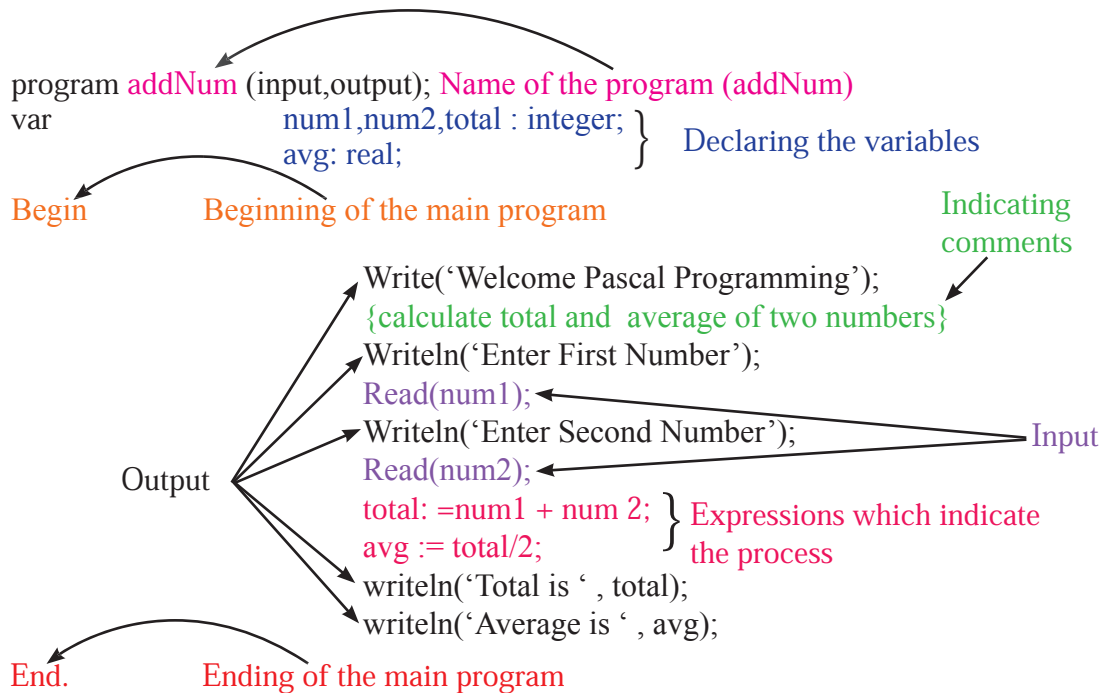 program addNum (input,output); Name of the program (addNum)
var num1,num2,total : integer;
avg: real;
Declaring the variables
Begin Beginning of the main program
Indicating
comments
Write(‘Welcome Pascal Programming’);
{calculate total and average of two numbers}
Writeln(‘Enter First Number’);
Read(num1);
Writeln(‘Enter Second Number’);
Input
Output
Read(num2);
total: =num1 + num 2;
avg := total/2;
Expressions which indicate
the process
writeln(‘Total is ‘ , total);
writeln(‘Average is ‘ , avg);
End. Ending of the main program